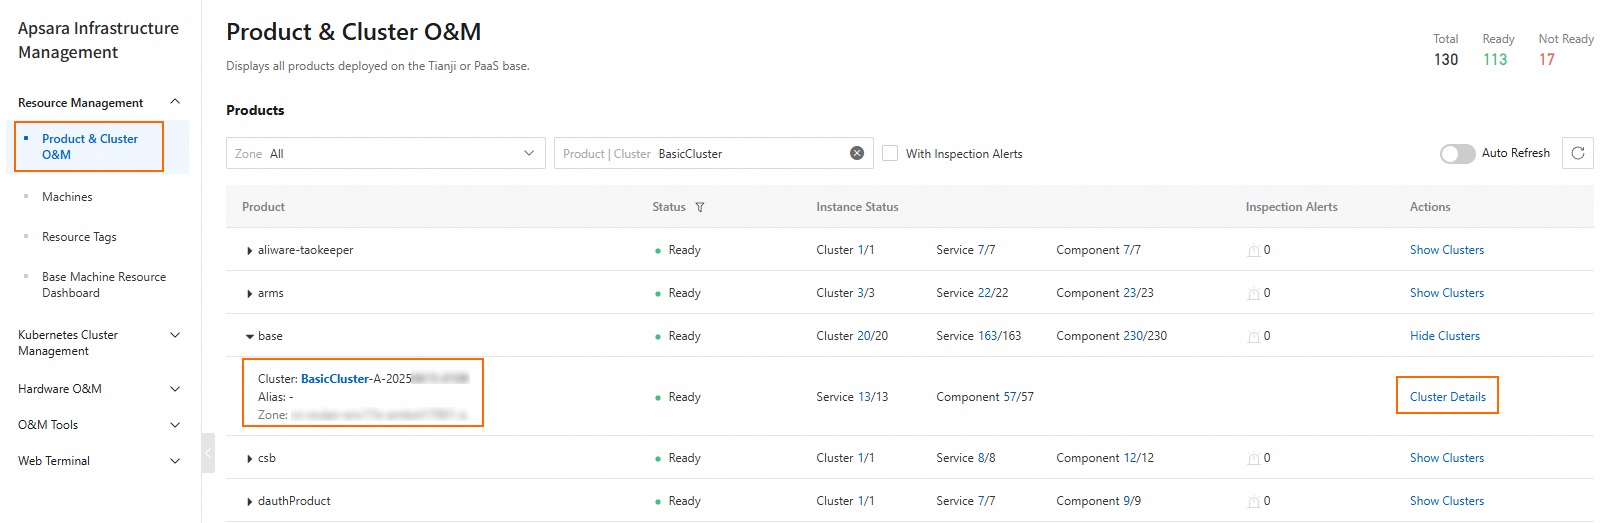 Apsara Infrastructure
Management
Resource Management
Product & Cluster
O&M
Machines
Resource Tags
Base Machine Resource
Dashboard
Kubernetes Cluster
Management
Hardware O&M
O&M Tools
Web Terminal
Product & Cluster O&M
Displays all products deployed on the Tianji or PaaS base.
Total Ready Not Ready
130 113 17
Products
Zone All Product | Cluster BasicCluster With Inspection Alerts Auto Refresh
Product Status Instance Status Inspection Alerts Actions
aliware-taokeeper Ready Cluster 1/1 Service 7/7 Component 7/7 0 Show Clusters
arms Ready Cluster 3/3 Service 22/22 Component 23/23 0 Show Clusters
base Ready Cluster 20/20 Service 163/163 Component 230/230 0 Hide Clusters
Cluster: BasicCluster-A-2025
Alias: - Ready Service 13/13 Component 57/57 Cluster Details
Zone:
csb Ready Cluster 1/1 Service 8/8 Component 12/12 0 Show Clusters
dauthProduct Ready Cluster 1/1 Service 7/7 Component 9/9 0 Show Clusters